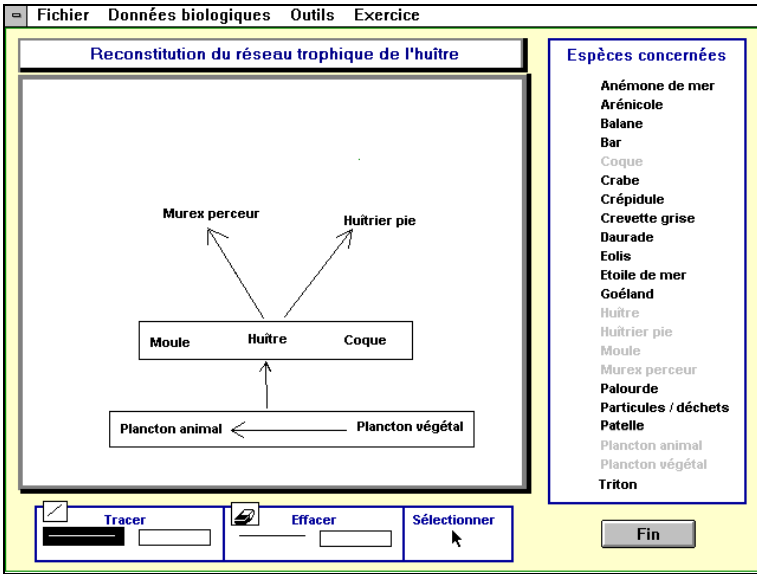 Fichier Données biologiques Outils Exercice
Reconstitution du réseau trophique de l'huître
Murex perceur
Huîtrier pie
Moule Huître Coque
Plancton animal Plancton végétal
Tracer
Effacer
Sélectionner
Espèces concernées
Anémone de mer
Arénicole
Balane
Bar
Coque
Crabe
Crépidule
Crevette grise
Daurade
Eolis
Etoile de mer
Goéland
Huître
Huîtrier pie
Moule
Murex perceur
Palourde
Particules / déchets
Patelle
Plancton animal
Plancton végétal
Triton
Fin